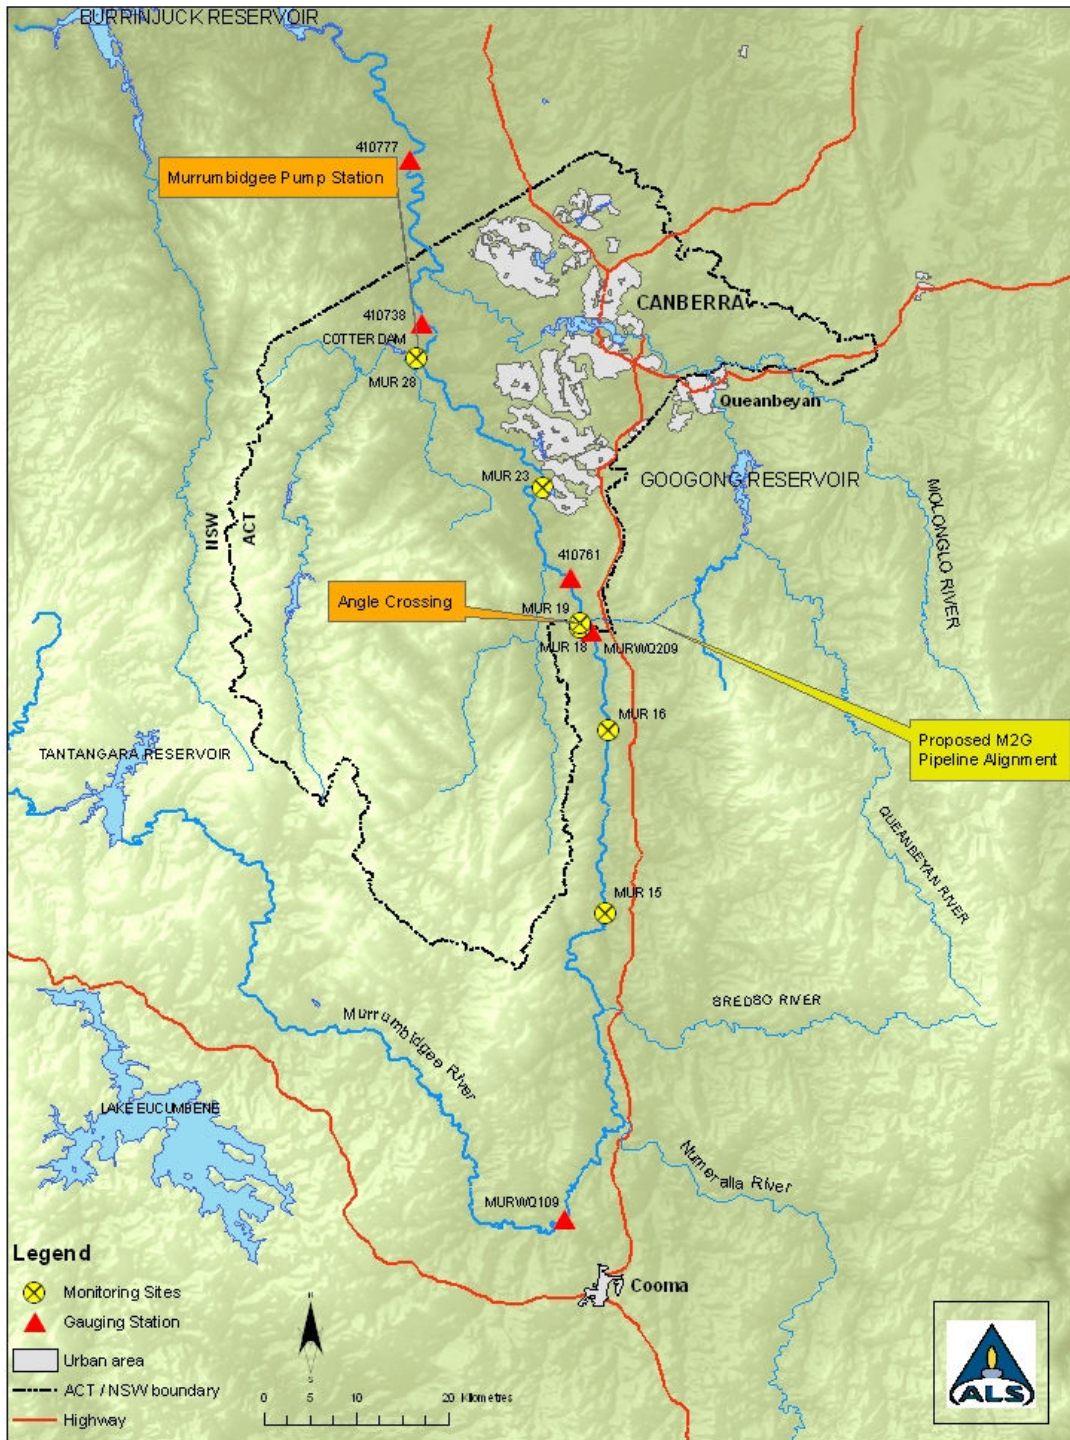 BURRINJUCK RESERVOIR
410777
Murrumbidgee Pump Station
CANBERRA
410738
COTTER DAM
MUR 28
Queanbeyan
MUR 23
GOOGONG RESERVOIR
MOLONGLO RIVER
NSW
ACT
410761
Angle Crossing
MUR 19
MUR 18
MURWQ209
MUR 16
Proposed M2G
Pipeline Alignment
TANTANGARA RESERVOIR
QUEANBEYAN RIVER
MUR 15
BREDBO RIVER
Murrumbidgee River
LAKE EUCUMBENE
Numeralla River
MURWQ109
Cooma
Legend
Monitoring Sites
Gauging Station
Urban area
ACT / NSW boundary
Highway
N
S
0 5 10 20 Kilometres
ALS